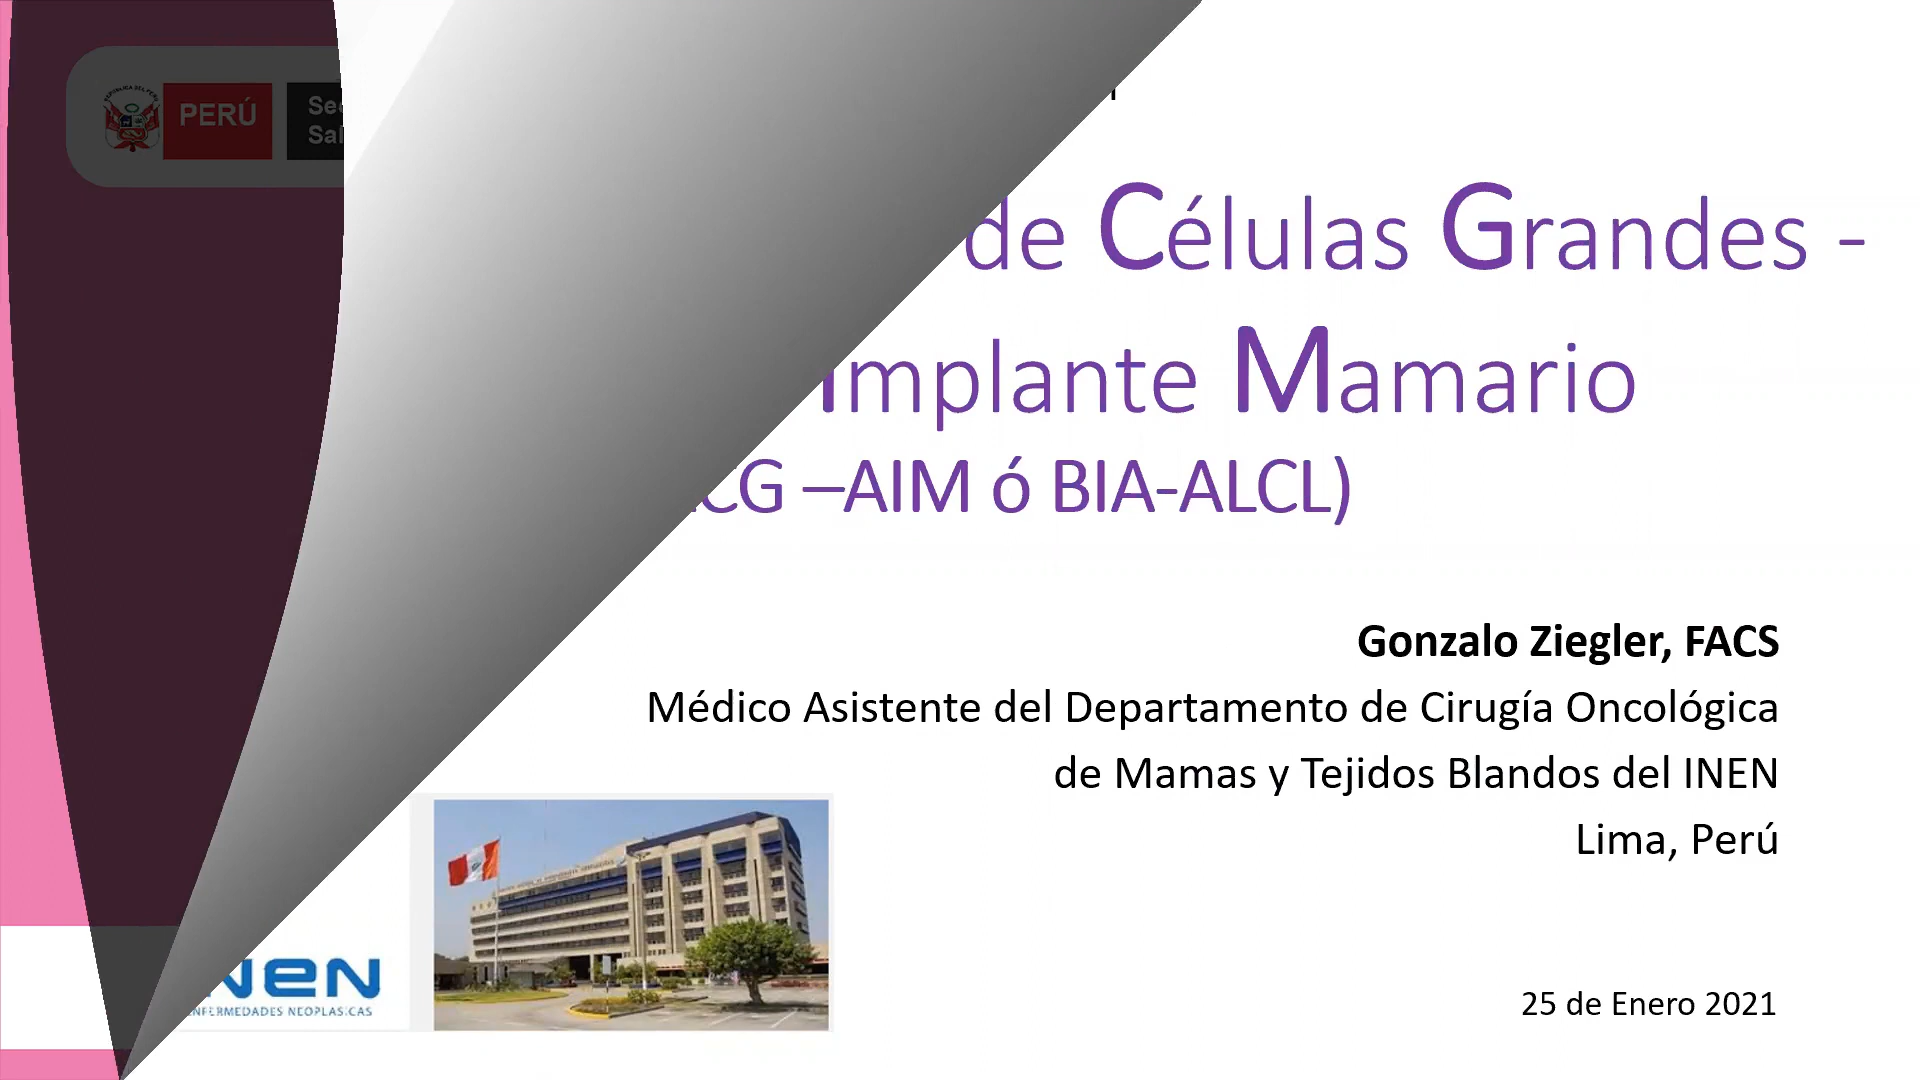 PERÚ
de Células Grandes -
Implante Mamario
CG –AIM ó BIA-ALCL)
Gonzalo Ziegler, FACS
Médico Asistente del Departamento de Cirugía Oncológica
de Mamas y Tejidos Blandos del INEN
Lima, Perú
ENFERMEDADES NEOPLASICAS
25 de Enero 2021